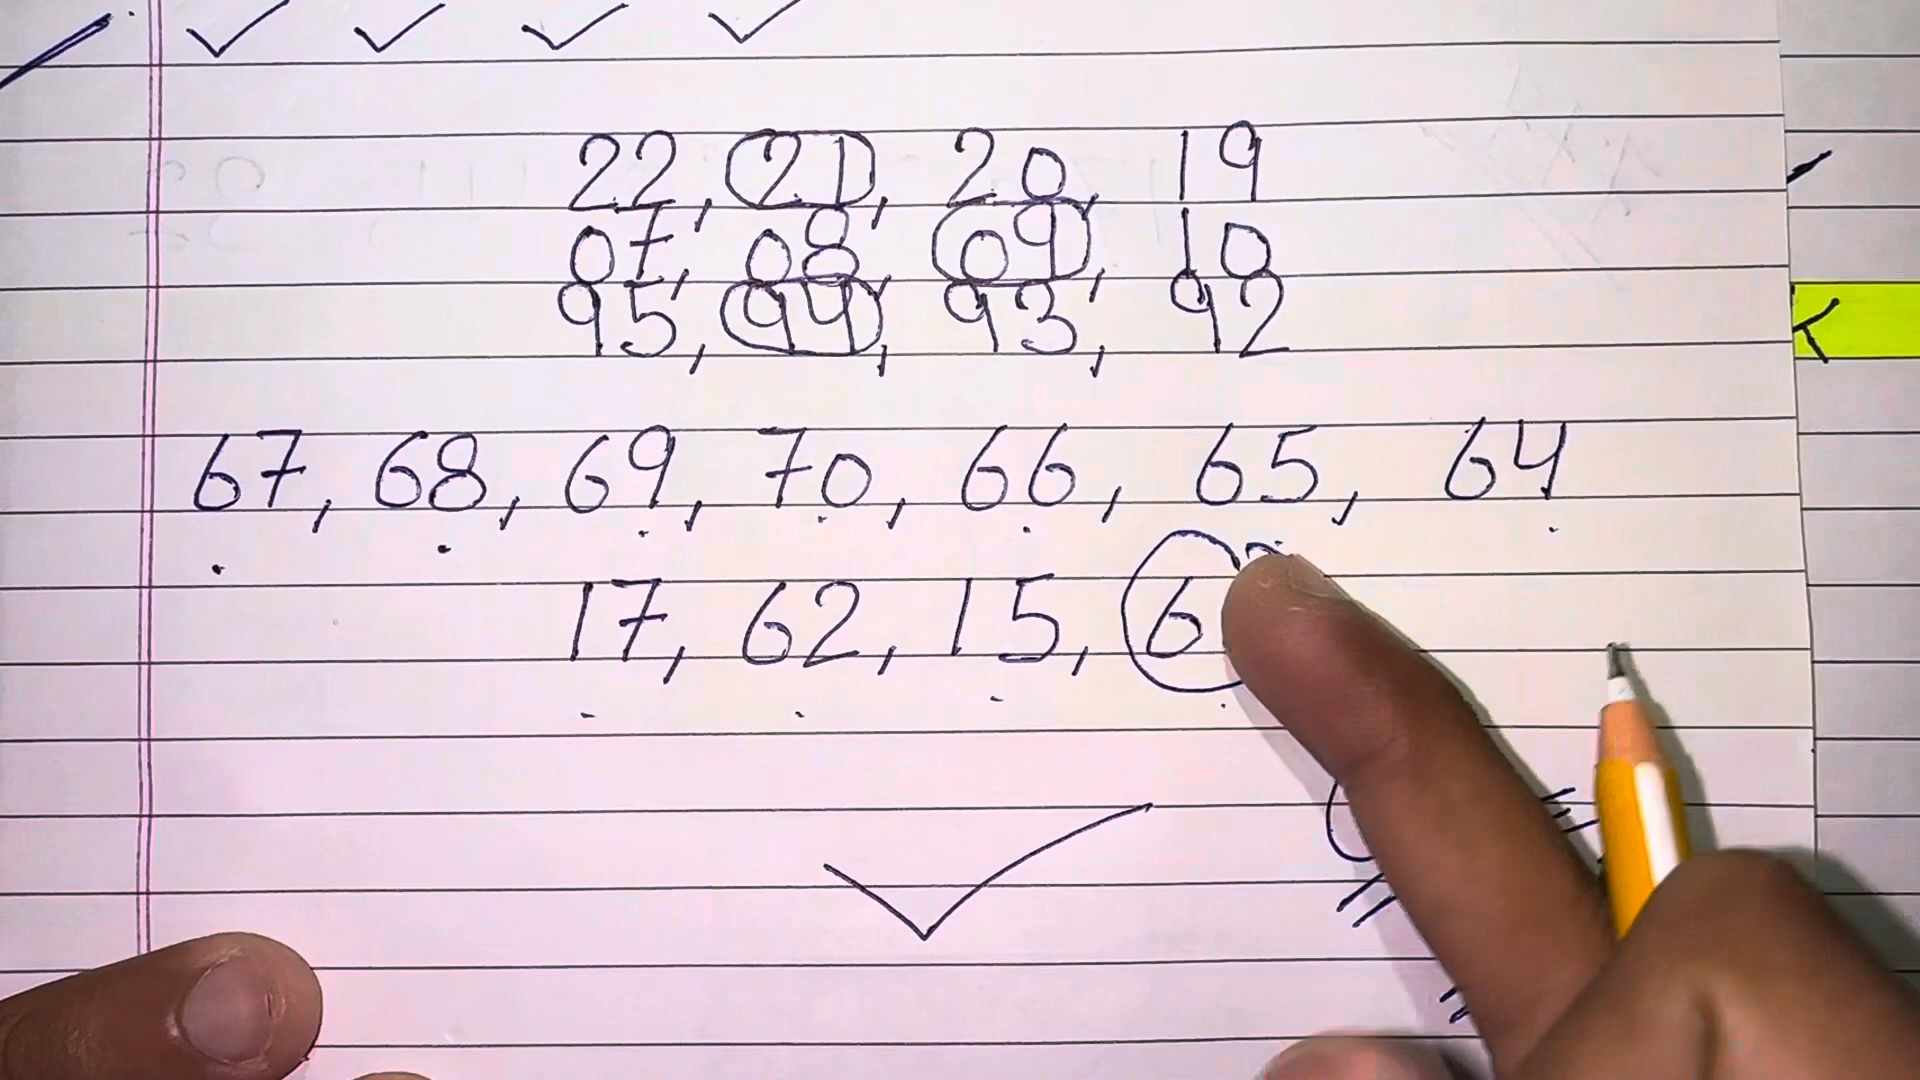 22, 21, 20, 19
07, 08, 09, 10
95, 94, 93, 92
67, 68, 69, 70, 66, 65, 64
17, 62, 15, 6